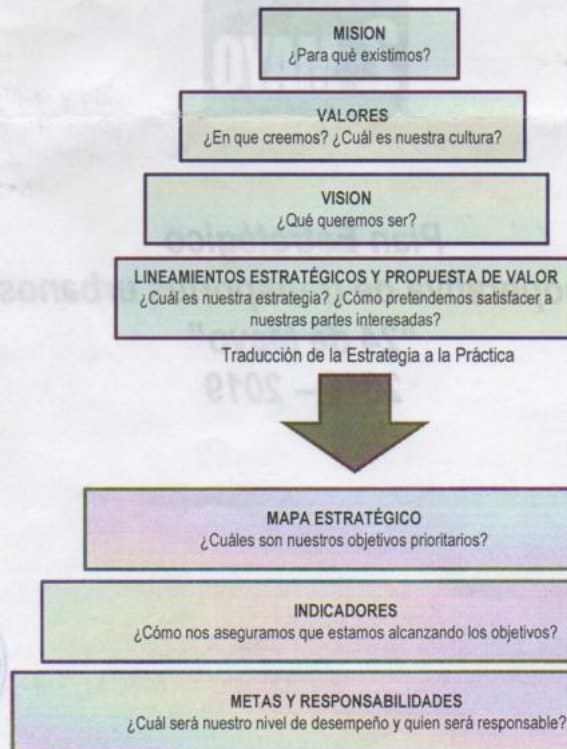 MISION
¿Para qué existimos?
VALORES
¿En que creemos? ¿Cuál es nuestra cultura?
VISION
¿Qué queremos ser?
LINEAMIENTOS ESTRATÉGICOS Y PROPUESTA DE VALOR
¿Cuál es nuestra estrategia? ¿Cómo pretendemos satisfacer a
nuestras partes interesadas?
Traducción de la Estrategia a la Práctica
MAPA ESTRATÉGICO
¿Cuáles son nuestros objetivos prioritarios?
INDICADORES
¿Cómo nos aseguramos que estamos alcanzando los objetivos?
METAS Y RESPONSABILIDADES
¿Cuál será nuestro nivel de desempeño y quien será responsable?